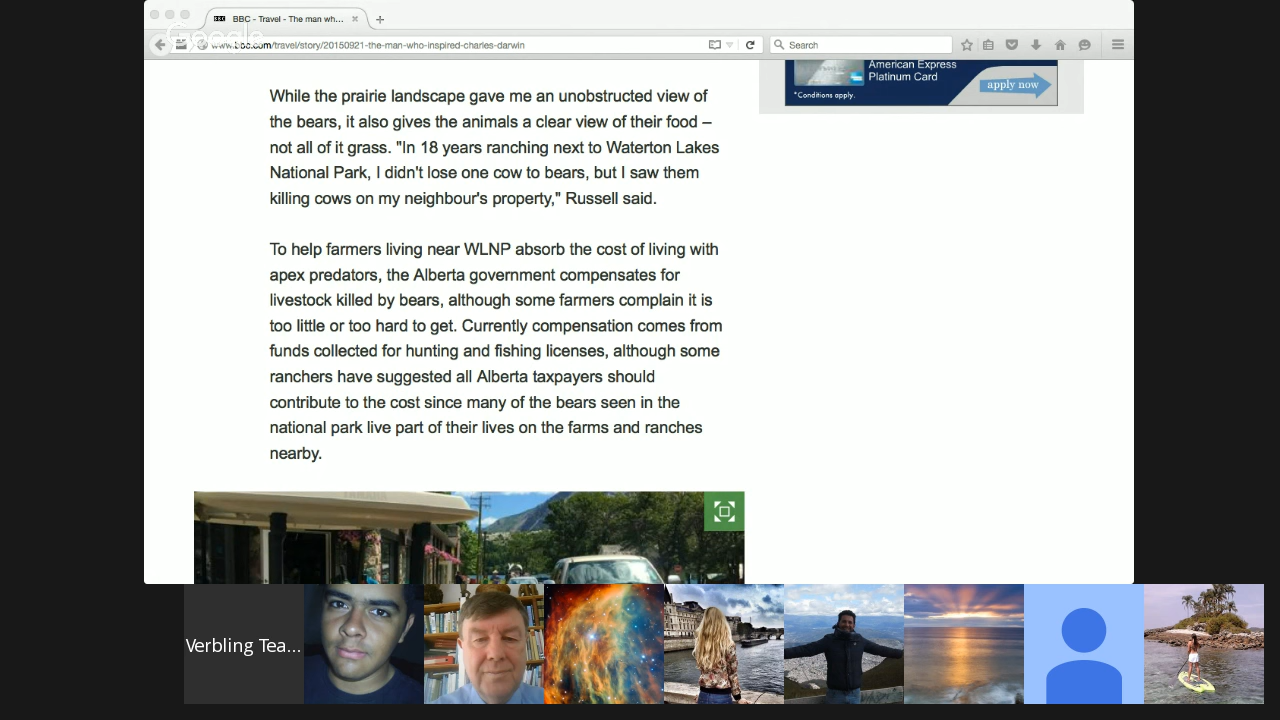 BBC - Travel - The man wh...
Google
www.bbc.com/travel/story/20150921-the-man-who-inspired-charles-darwin
Search
American Express
Platinum Card
*Conditions apply.
apply now
While the prairie landscape gave me an unobstructed view of
the bears, it also gives the animals a clear view of their food –
not all of it grass. "In 18 years ranching next to Waterton Lakes
National Park, I didn't lose one cow to bears, but I saw them
killing cows on my neighbour's property," Russell said.
To help farmers living near WLNP absorb the cost of living with
apex predators, the Alberta government compensates for
livestock killed by bears, although some farmers complain it is
too little or too hard to get. Currently compensation comes from
funds collected for hunting and fishing licenses, although some
ranchers have suggested all Alberta taxpayers should
contribute to the cost since many of the bears seen in the
national park live part of their lives on the farms and ranches
nearby.
Verbling Tea...